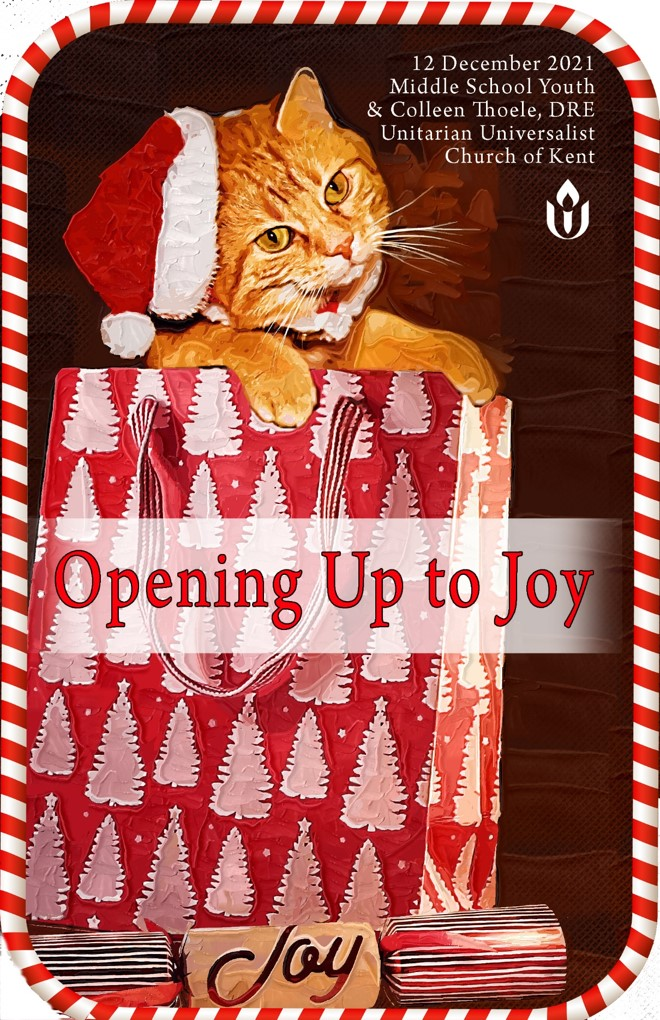 12 December 2021
Middle School Youth
& Colleen Thoele, DRE
Unitarian Universalist
Church of Kent
Opening Up to Joy
Joy